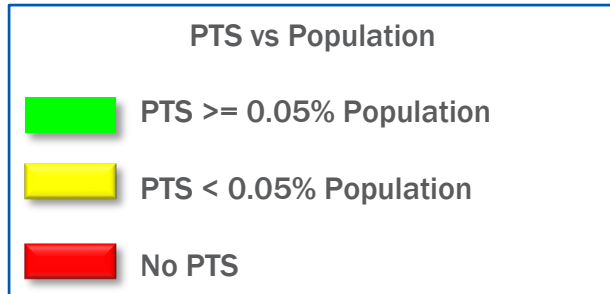 PTS vs Population
PTS >= 0.05% Population
PTS < 0.05% Population
No PTS